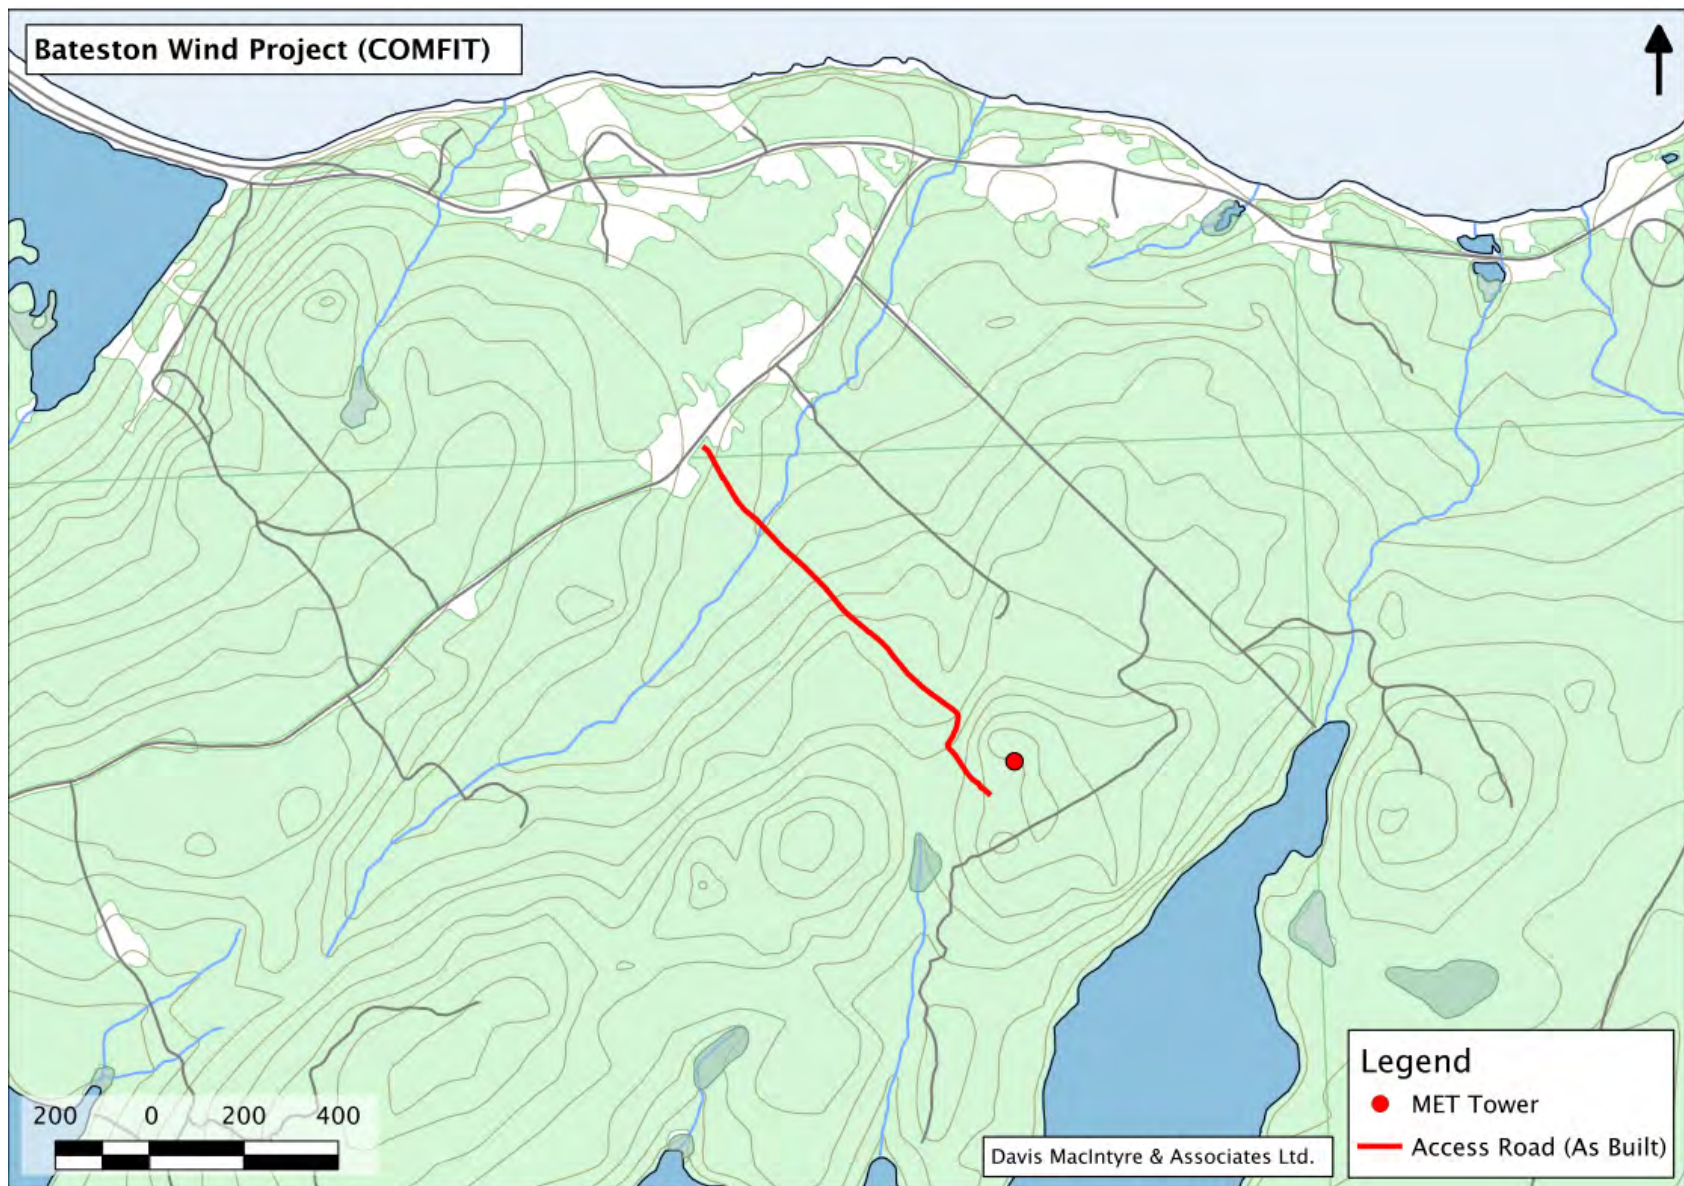 Bateston Wind Project (COMFIT)
200 0 200 400
Davis MacIntyre & Associates Ltd.
Legend
MET Tower
Access Road (As Built)